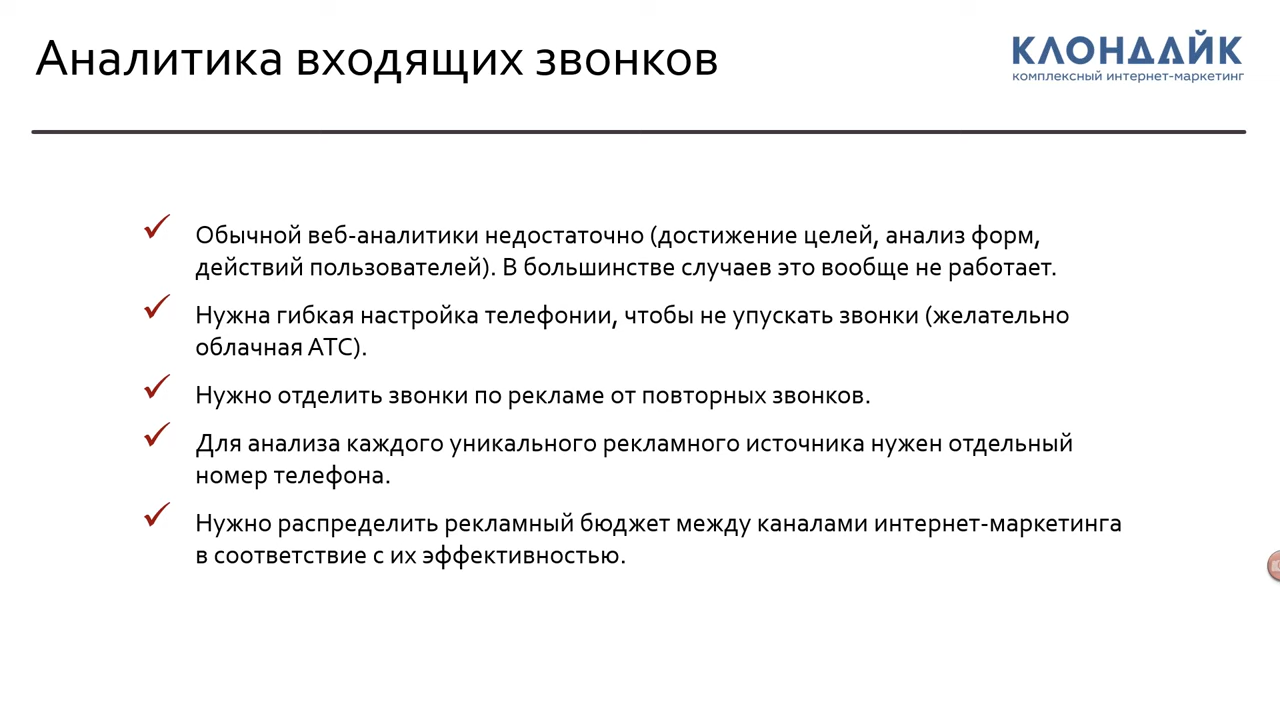 Аналитика входящих звонков
КЛОНДАЙК
комплексный интернет-маркетинг
Обычной веб-аналитики недостаточно (достижение целей, анализ форм,
действий пользователей). В большинстве случаев это вообще не работает.
Нужна гибкая настройка телефонии, чтобы не упускать звонки (желательно
облачная АТС).
Нужно отделить звонки по рекламе от повторных звонков.
Для анализа каждого уникального рекламного источника нужен отдельный
номер телефона.
Нужно распределить рекламный бюджет между каналами интернет-маркетинга
в соответствие с их эффективностью.